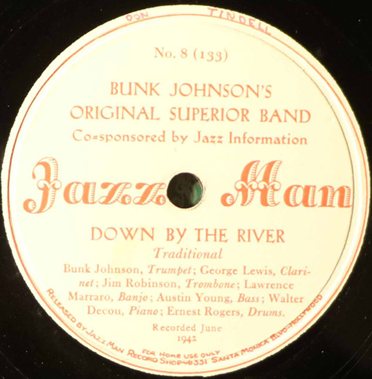 DON TINDELL
No. 8 (133)
BUNK JOHNSON'S
ORIGINAL SUPERIOR BAND
Co=sponsored by Jazz Information
Jazz Man
DOWN BY THE RIVER
Traditional
Bunk Johnson, Trumpet; George Lewis, Clari-
net; Jim Robinson, Trombone; Lawrence
Marraro, Banjo; Austin Young, Bass; Walter
Decou, Piano; Ernest Rogers, Drums.
Recorded June
1942
FOR HOME USE ONLY
RELEASED BY JAZZ MAN RECORD SHOP•6331 SANTA MONICA BLVD•HOLLYWOOD